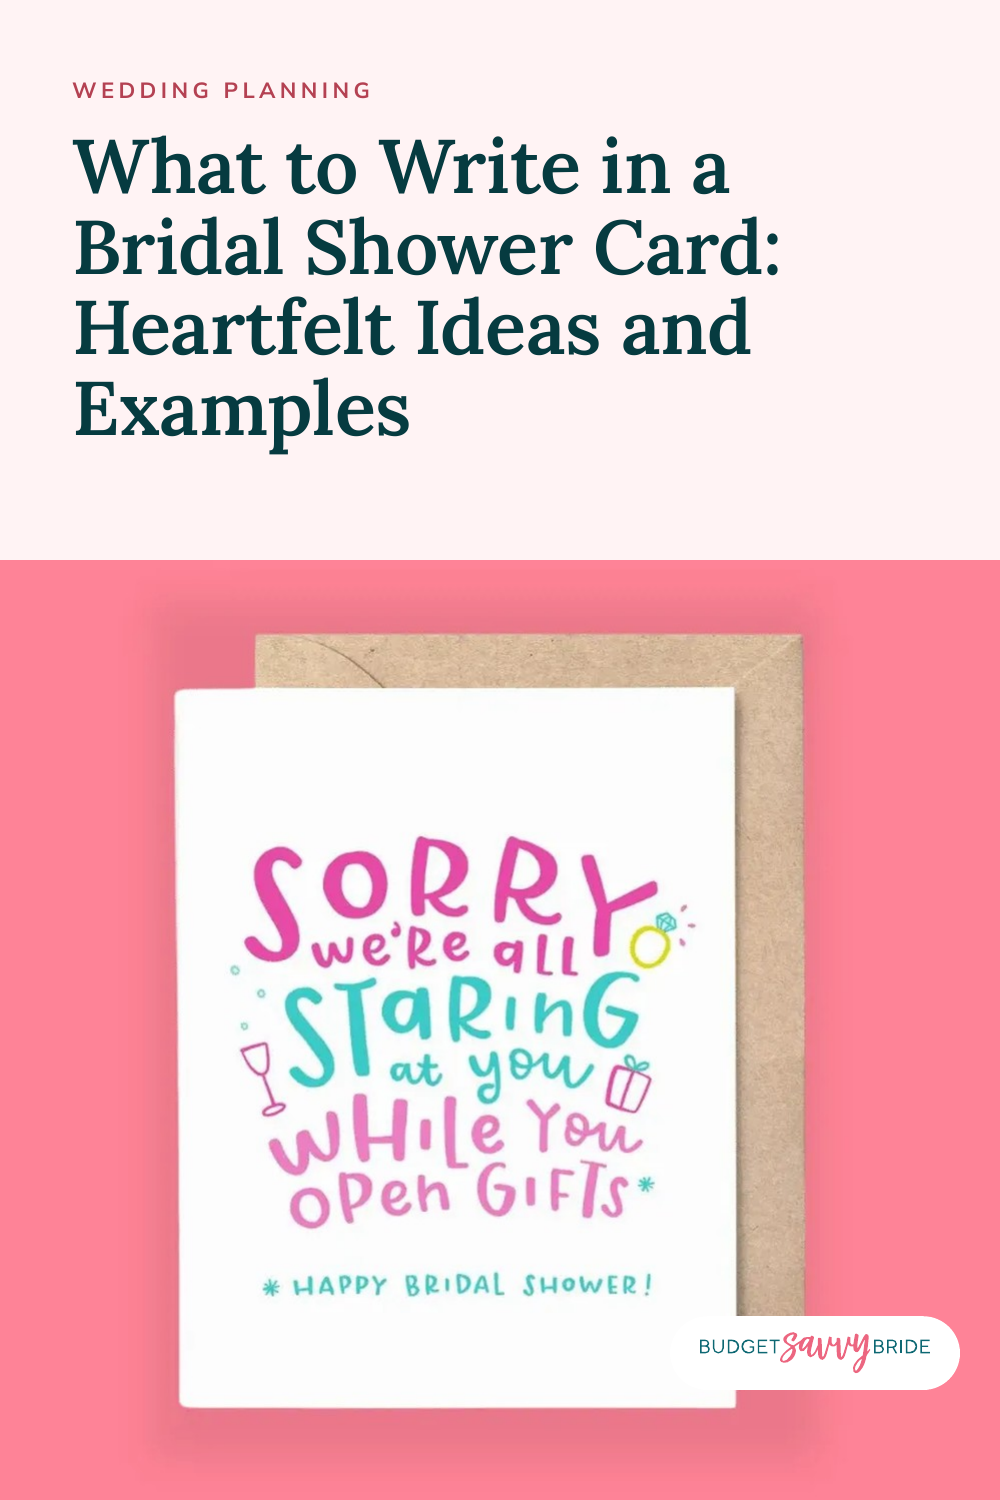 WEDDING PLANNING
What to Write in a
Bridal Shower Card:
Heartfelt Ideas and
Examples
SORRY
we're all
STaRinG
at you
WHiLe You
OPen GiFTs*
* HAPPY BRIDAL SHOWER!
BUDGET savvy BRIDE